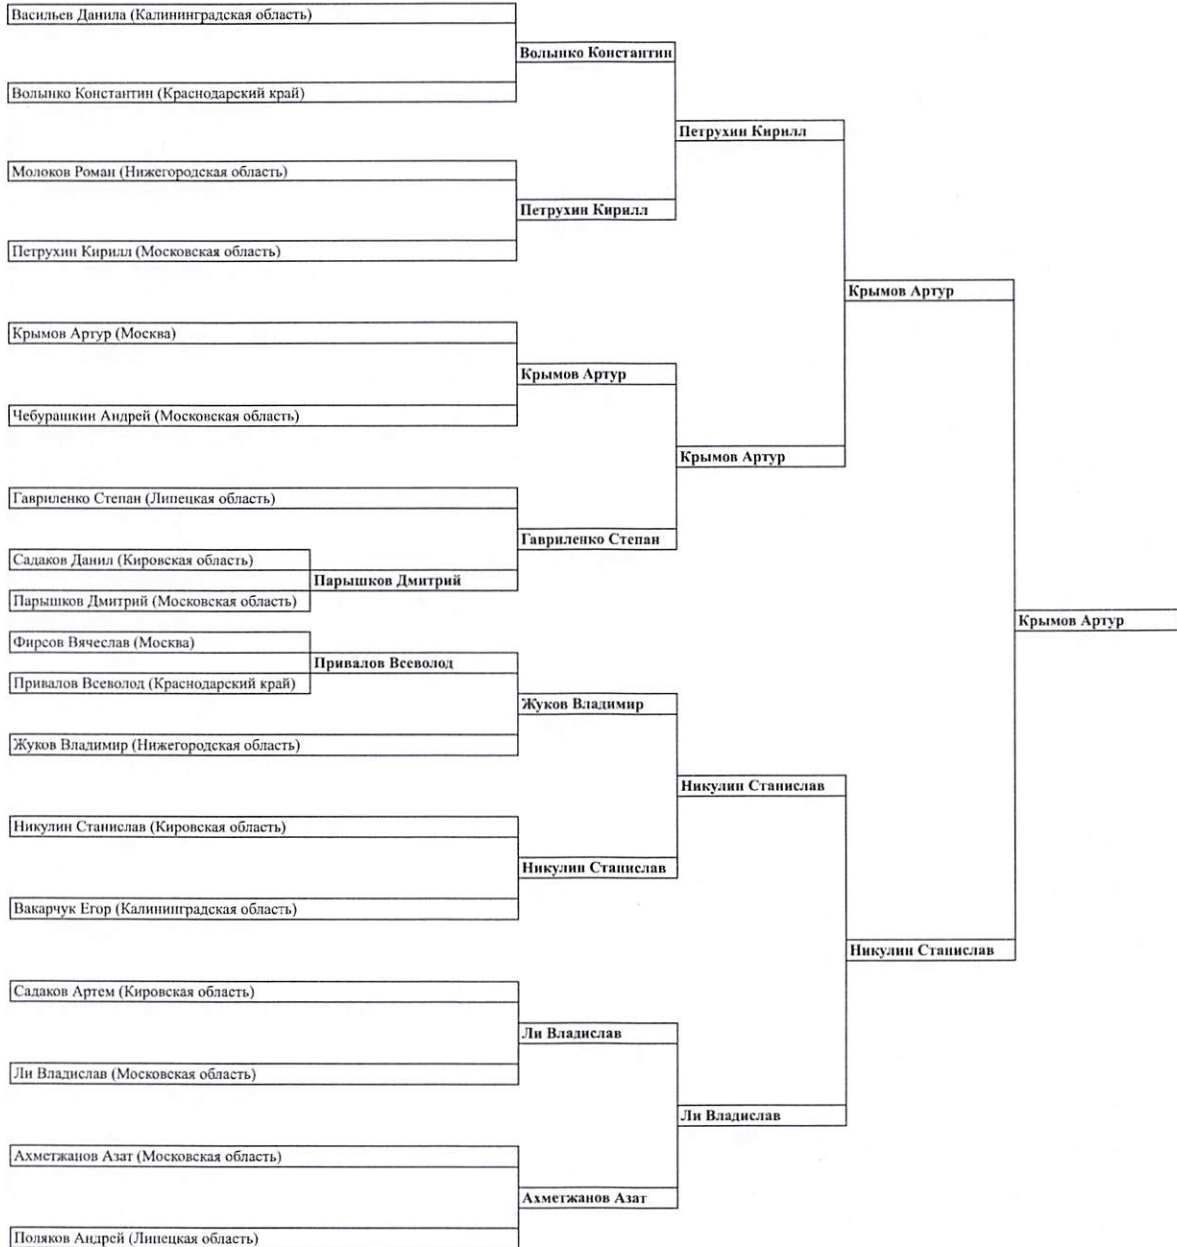 Васильев Данила (Калининградская область)
Волынко Константин
Волынко Константин (Краснодарский край)
Петрухин Кирилл
Молоков Роман (Нижегородская область)
Петрухин Кирилл
Петрухин Кирилл (Московская область)
Крымов Артур
Крымов Артур (Москва)
Крымов Артур
Чебурашкин Андрей (Московская область)
Крымов Артур
Гавриленко Степан (Липецкая область)
Гавриленко Степан
Садаков Данил (Кировская область)
Парышков Дмитрий
Парышков Дмитрий (Московская область)
Крымов Артур
Фирсов Вячеслав (Москва)
Привалов Всеволод
Привалов Всеволод (Краснодарский край)
Жуков Владимир
Жуков Владимир (Нижегородская область)
Никулин Станислав
Никулин Станислав (Кировская область)
Никулин Станислав
Вакарчук Егор (Калининградская область)
Никулин Станислав
Садаков Артем (Кировская область)
Ли Владислав
Ли Владислав (Московская область)
Ли Владислав
Ахметжанов Азат (Московская область)
Ахметжанов Азат
Поляков Андрей (Липецкая область)